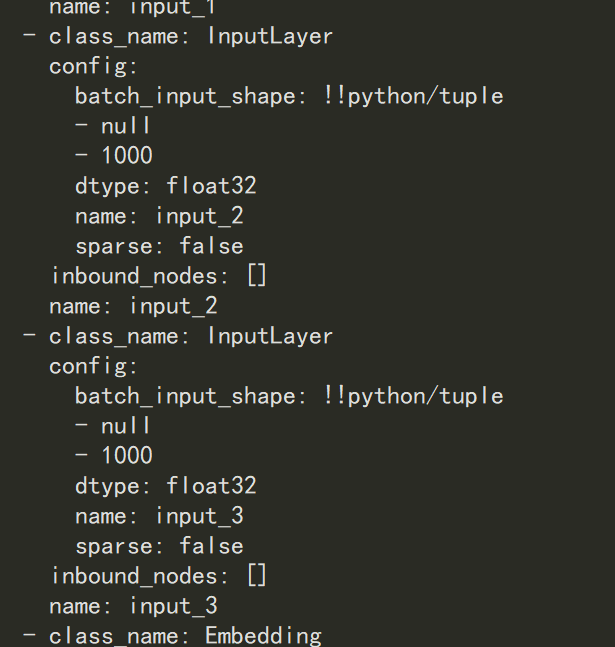 name: input_1
- class_name: InputLayer
config:
batch_input_shape: !!python/tuple
- null
- 1000
dtype: float32
name: input_2
sparse: false
inbound_nodes: []
name: input_2
- class_name: InputLayer
config:
batch_input_shape: !!python/tuple
- null
- 1000
dtype: float32
name: input_3
sparse: false
inbound_nodes: []
name: input_3
- class_name: Embedding